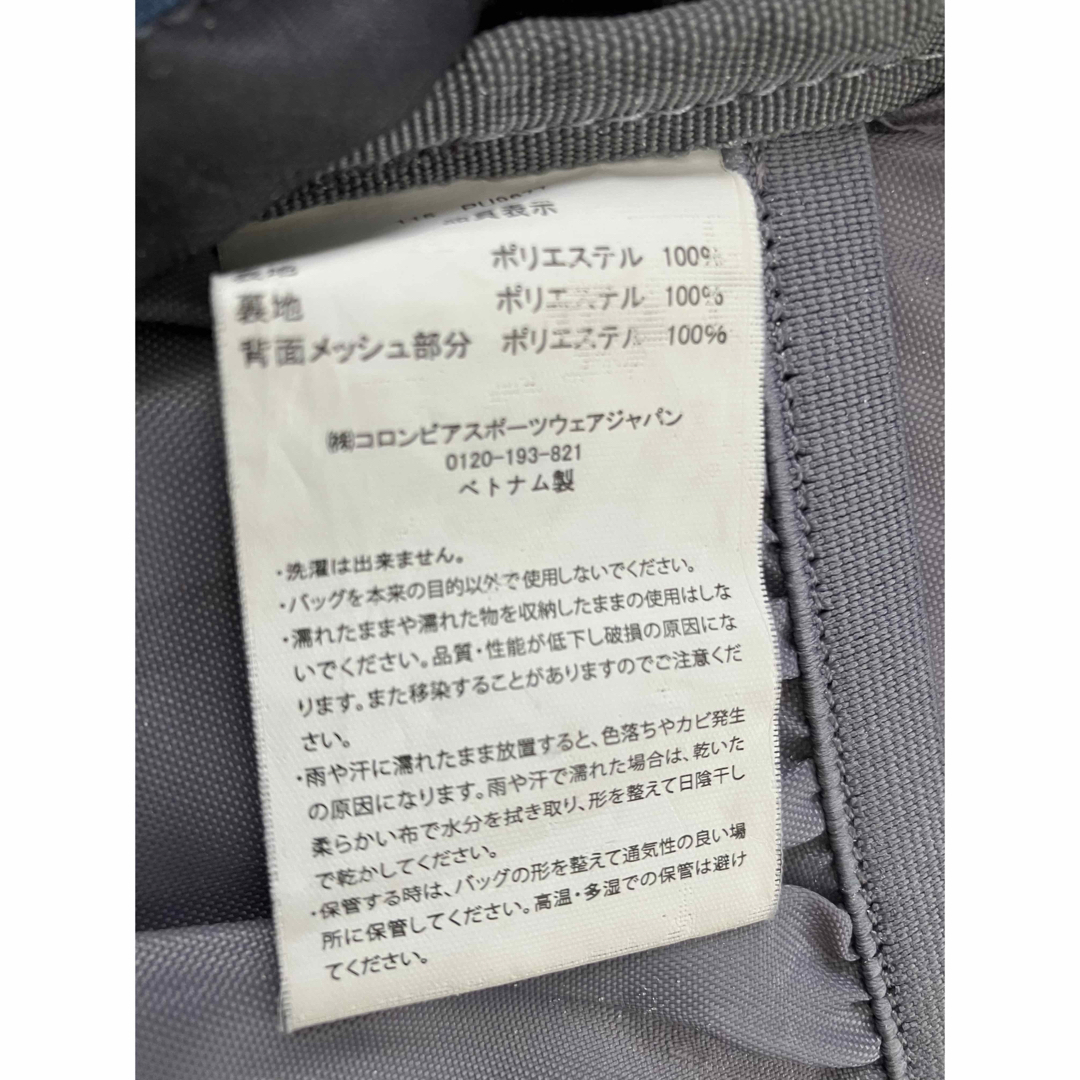 品質表示
表地 ポリエステル 100%
裏地 ポリエステル 100%
背面メッシュ部分 ポリエステル 100%
㈱コロンビアスポーツウェアジャパン
0120-193-821
ベトナム製
・洗濯は出来ません。
・バッグを本来の目的以外で使用しないでください。
・濡れたままや濡れた物を収納したままの使用はしな
いでください。品質・性能が低下し破損の原因にな
ります。また移染することがありますのでご注意くだ
さい。
・雨や汗に濡れたまま放置すると、色落ちやカビ発生
の原因になります。雨や汗で濡れた場合は、乾いた
柔らかい布で水分を拭き取り、形を整えて日陰干し
で乾かしてください。
・保管する時は、バッグの形を整えて通気性の良い場
所に保管してください。高温・多湿での保管は避け
てください。